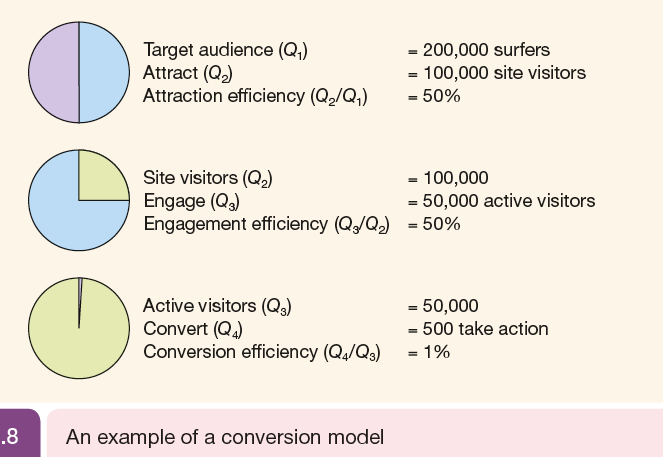 Target audience (Q₁) = 200,000 surfers
Attract (Q₂) = 100,000 site visitors
Attraction efficiency (Q₂/Q₁) = 50%
Site visitors (Q₂) = 100,000
Engage (Q₃) = 50,000 active visitors
Engagement efficiency (Q₃/Q₂) = 50%
Active visitors (Q₃) = 50,000
Convert (Q₄) = 500 take action
Conversion efficiency (Q₄/Q₃) = 1%
.8 An example of a conversion model